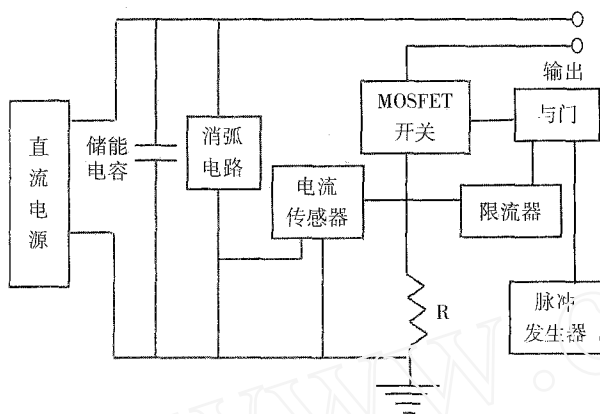 输出
MOSFET
开关
与门
直
流
电
源
储能
电容
消弧
电路
电流
传感器
限流器
R
脉冲
发生器
www.c